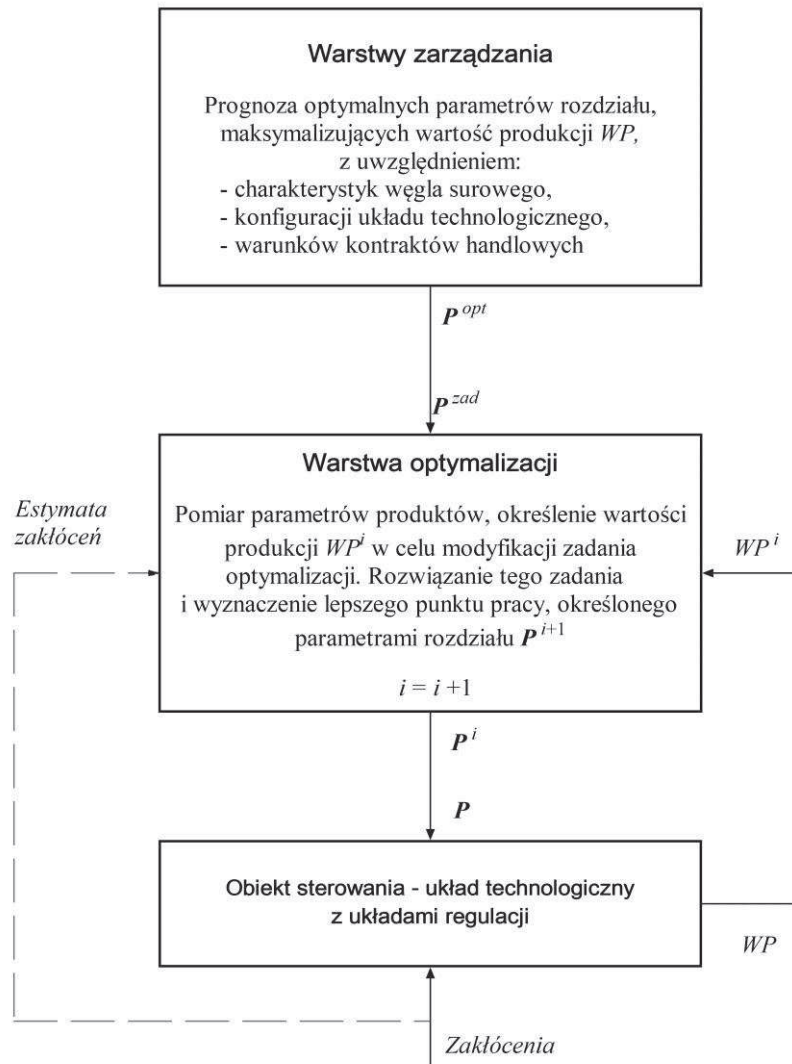 Warstwy zarządzania
Prognoza optymalnych parametrów rozdziału,
maksymalizujących wartość produkcji WP,
z uwzględnieniem:
- charakterystyk węgla surowego,
- konfiguracji układu technologicznego,
- warunków kontraktów handlowych
P^opt
P^zad
Warstwa optymalizacji
Pomiar parametrów produktów, określenie wartości
produkcji WP^i w celu modyfikacji zadania
optymalizacji. Rozwiązanie tego zadania
i wyznaczenie lepszego punktu pracy, określonego
parametrami rozdziału P^i+1
i = i +1
Estymata
zakłóceń
WP^i
P^i
P
Obiekt sterowania - układ technologiczny
z układami regulacji
WP
Zakłócenia